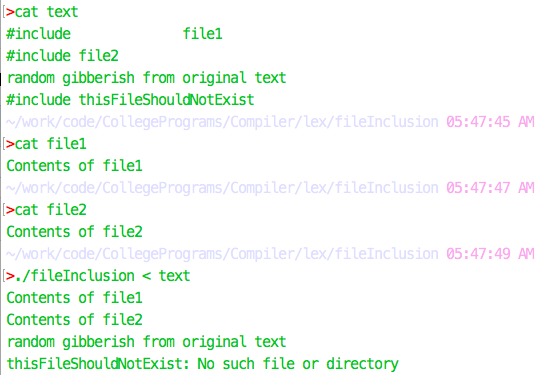 >cat text
#include              file1
#include file2
random gibberish from original text
#include thisFileShouldNotExist
~/work/code/CollegePrograms/Compiler/lex/fileInclusion 05:47:45 AM
>cat file1
Contents of file1
~/work/code/CollegePrograms/Compiler/lex/fileInclusion 05:47:47 AM
>cat file2
Contents of file2
~/work/code/CollegePrograms/Compiler/lex/fileInclusion 05:47:49 AM
>./fileInclusion < text
Contents of file1
Contents of file2
random gibberish from original text
thisFileShouldNotExist: No such file or directory